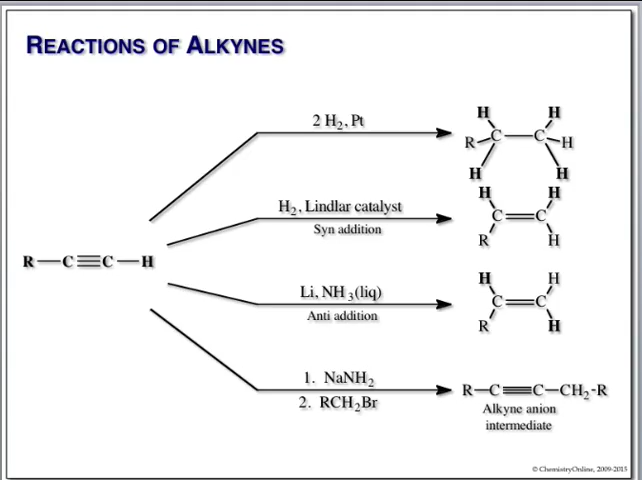 REACTIONS OF ALKYNES
2 H2, Pt
H H
R C C H
H H
H2, Lindlar catalyst
Syn addition
H H
C C
R H
R C C H
Li, NH3(liq)
Anti addition
H H
C C
R H
1. NaNH2
2. RCH2Br
R C C CH2-R
Alkyne anion
intermediate
© ChemistryOnline, 2009-2015